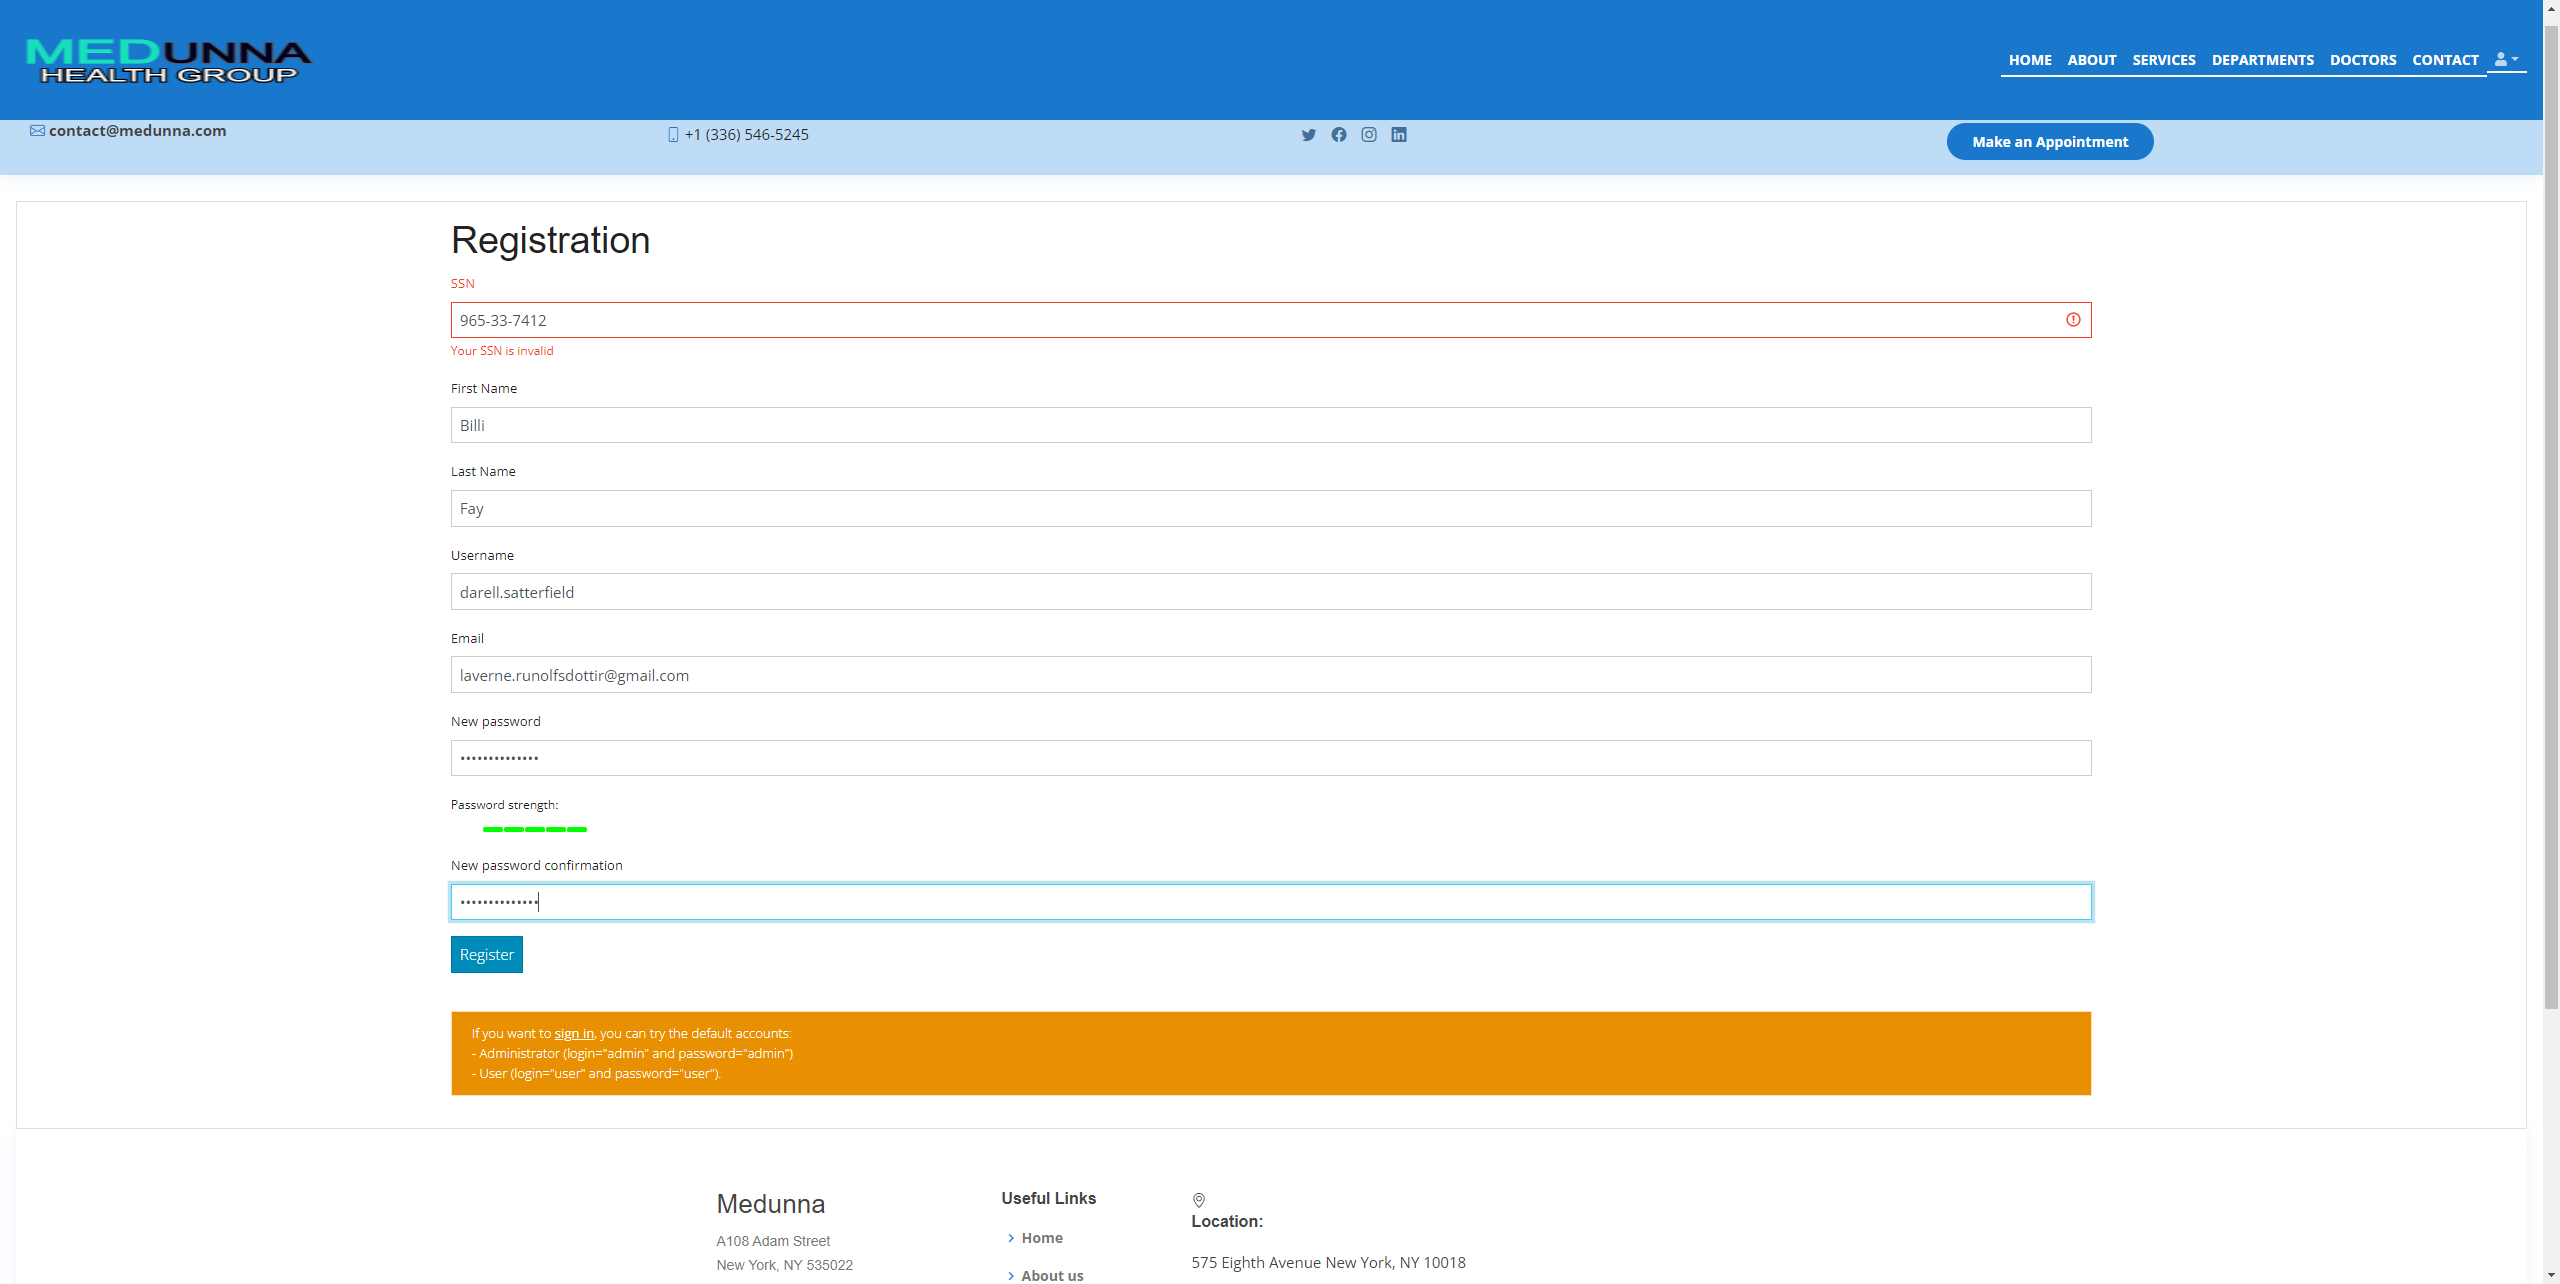 MEDUNNA
HEALTH GROUP
HOME ABOUT SERVICES DEPARTMENTS DOCTORS CONTACT
contact@medunna.com
+1 (336) 546-5245
Make an Appointment
Registration
SSN
965-33-7412
Your SSN is invalid
First Name
Billi
Last Name
Fay
Username
darell.satterfield
Email
laverne.runolfsdottir@gmail.com
New password
••••••••••••••
Password strength:
New password confirmation
••••••••••••••
Register
If you want to sign in, you can try the default accounts:
- Administrator (login="admin" and password="admin")
- User (login="user" and password="user").
Medunna
A108 Adam Street
New York, NY 535022
Useful Links
Home
About us
Location:
575 Eighth Avenue New York, NY 10018